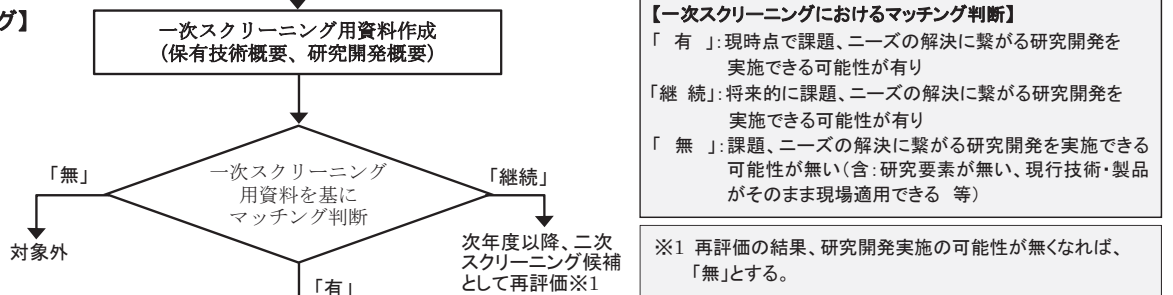 グ】
一次スクリーニング用資料作成
(保有技術概要、研究開発概要)
一次スクリーニング
用資料を基に
マッチング判断
「無」
対象外
「継続」
次年度以降、二次
スクリーニング候補
として再評価※1
「有」
【一次スクリーニングにおけるマッチング判断】
「 有 」:現時点で課題、ニーズの解決に繋がる研究開発を
実施できる可能性が有り
「継 続」:将来的に課題、ニーズの解決に繋がる研究開発を
実施できる可能性が有り
「 無 」:課題、ニーズの解決に繋がる研究開発を実施できる
可能性が無い(含:研究要素が無い、現行技術・製品
がそのまま現場適用できる 等)
※1 再評価の結果、研究開発実施の可能性が無くなれば、
「無」とする。